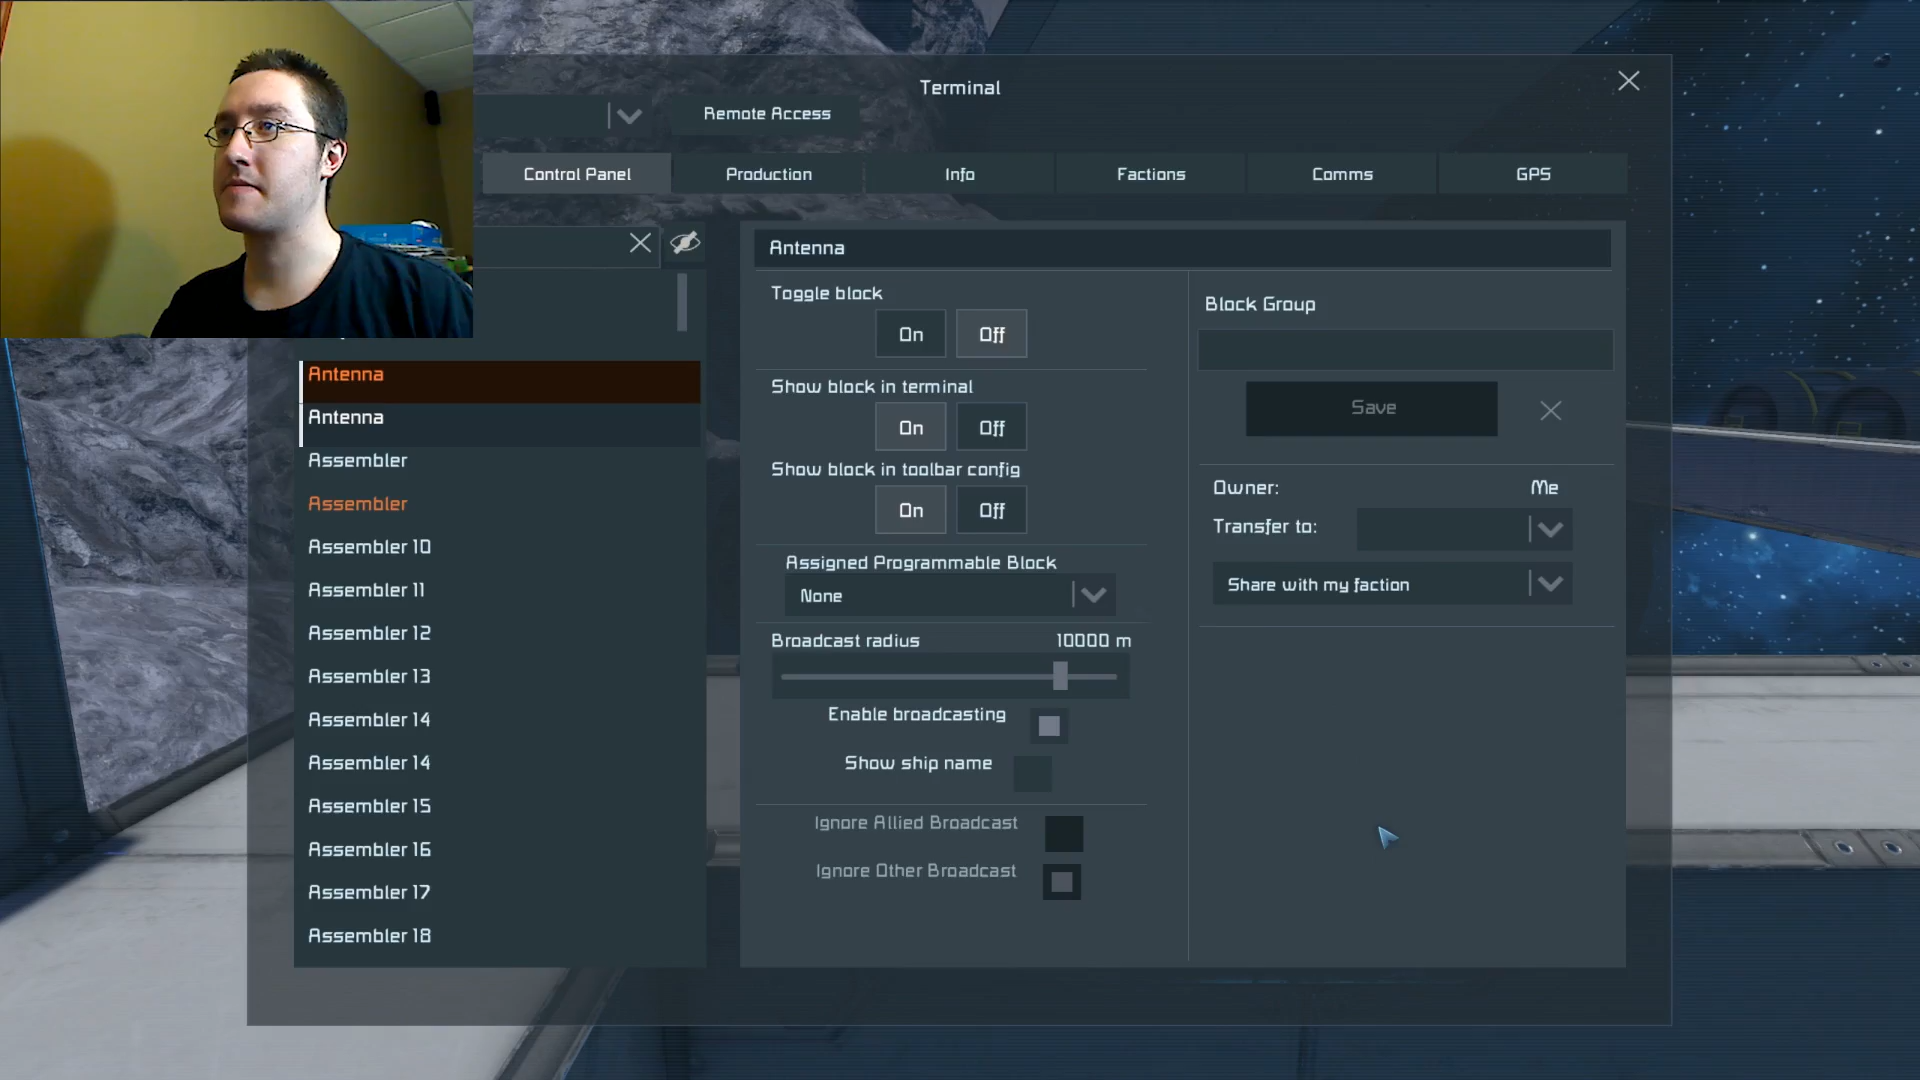 Terminal
Remote Access
Control Panel
Production
Info
Factions
Comms
GPS
Antenna
Antenna
Assembler
Assembler
Assembler 10
Assembler 11
Assembler 12
Assembler 13
Assembler 14
Assembler 14
Assembler 15
Assembler 16
Assembler 17
Assembler 18
Antenna
Toggle block
On Off
Show block in terminal
On Off
Show block in toolbar config
On Off
Assigned Programmable Block
None
Broadcast radius 10000 m
Enable broadcasting
Show ship name
Ignore Allied Broadcast
Ignore Other Broadcast
Block Group
Save
Owner: Me
Transfer to:
Share with my faction